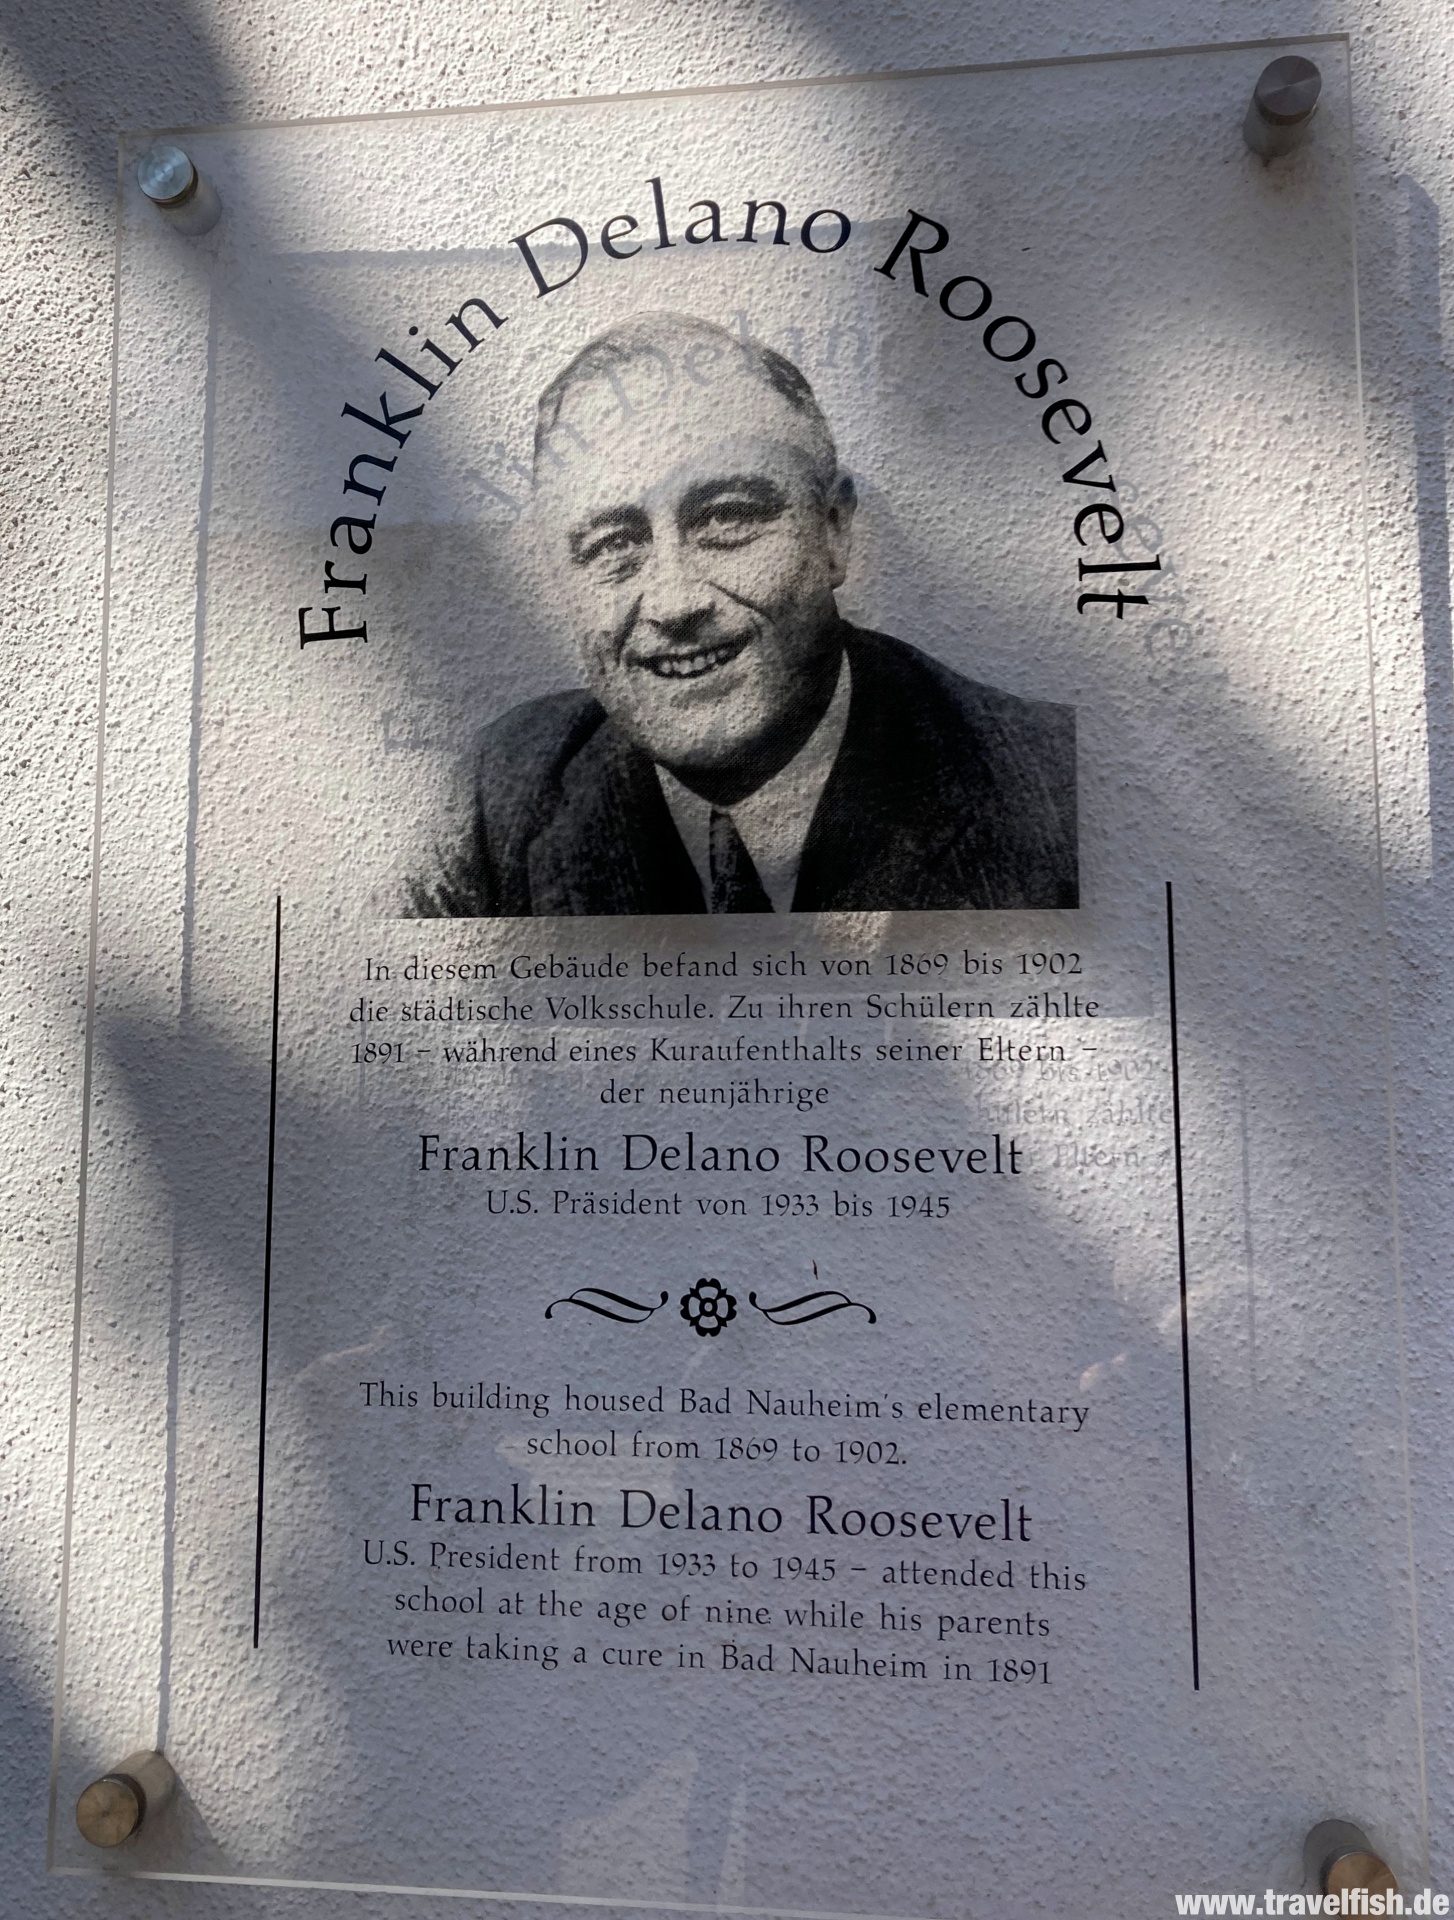 Franklin Delano Roosevelt
In diesem Gebäude befand sich von 1869 bis 1902
die städtische Volksschule. Zu ihren Schülern zählte
1891 – während eines Kuraufenthalts seiner Eltern –
der neunjährige
Franklin Delano Roosevelt
U.S. Präsident von 1933 bis 1945
This building housed Bad Nauheim's elementary
school from 1869 to 1902.
Franklin Delano Roosevelt
U.S. President from 1933 to 1945 – attended this
school at the age of nine while his parents
were taking a cure in Bad Nauheim in 1891
www.travelfish.de